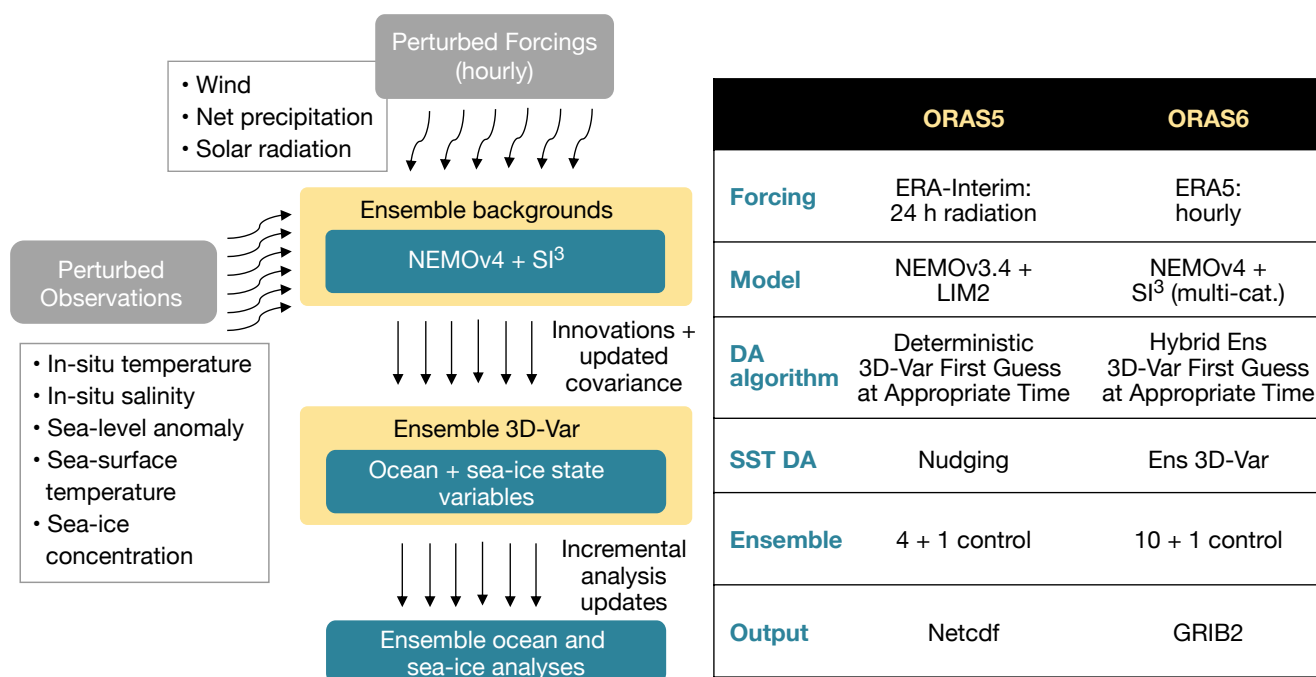 Perturbed Forcings
(hourly)
• Wind
• Net precipitation
• Solar radiation
Ensemble backgrounds
NEMOv4 + SI³
Perturbed
Observations
• In-situ temperature
• In-situ salinity
• Sea-level anomaly
• Sea-surface
temperature
• Sea-ice
concentration
Innovations +
updated
covariance
Ensemble 3D-Var
Ocean + sea-ice state
variables
Incremental
analysis
updates
Ensemble ocean and
sea-ice analyses
ORAS5 ORAS6
Forcing
ERA-Interim:
24 h radiation
ERA5:
hourly
Model
NEMOv3.4 +
LIM2
NEMOv4 +
SI³ (multi-cat.)
DA
algorithm
Deterministic
3D-Var First Guess
at Appropriate Time
Hybrid Ens
3D-Var First Guess
at Appropriate Time
SST DA
Nudging
Ens 3D-Var
Ensemble
4 + 1 control
10 + 1 control
Output
Netcdf
GRIB2